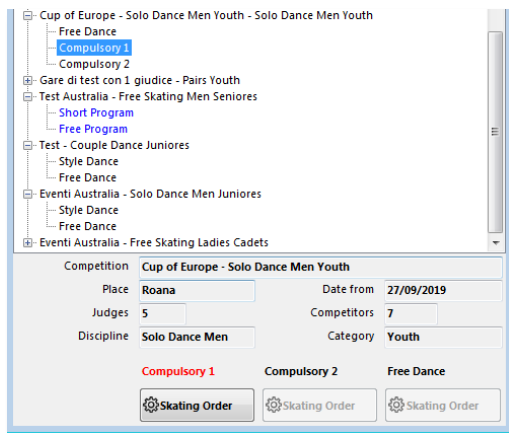 Cup of Europe - Solo Dance Men Youth - Solo Dance Men Youth
Free Dance
Compulsory 1
Compulsory 2
Gare di test con 1 giudice - Pairs Youth
Test Australia - Free Skating Men Seniores
Short Program
Free Program
Test - Couple Dance Juniores
Style Dance
Free Dance
Eventi Australia - Solo Dance Men Juniores
Style Dance
Free Dance
Eventi Australia - Free Skating Ladies Cadets
Competition Cup of Europe - Solo Dance Men Youth
Place Roana Date from 27/09/2019
Judges 5 Competitors 7
Discipline Solo Dance Men Category Youth
Compulsory 1 Compulsory 2 Free Dance
Skating Order Skating Order Skating Order